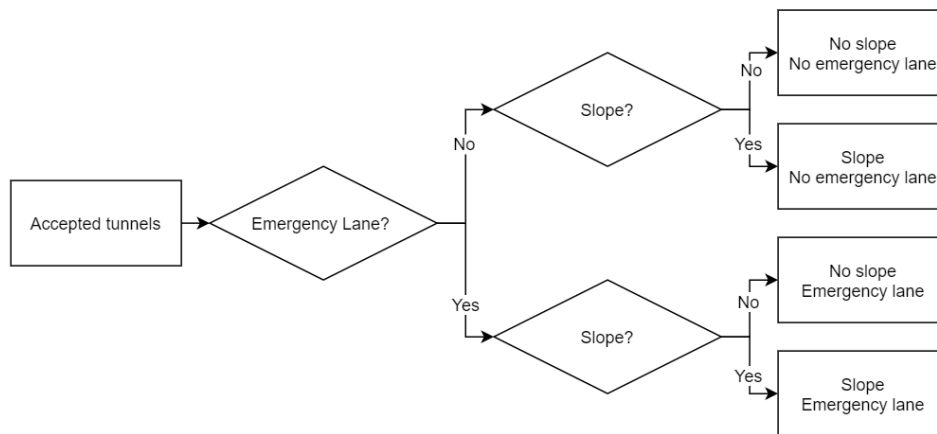 No slope
No emergency lane
No
Slope?
No
Yes
Slope
No emergency lane
Accepted tunnels
Emergency Lane?
No slope
Emergency lane
Yes
No
Slope?
Yes
Slope
Emergency lane